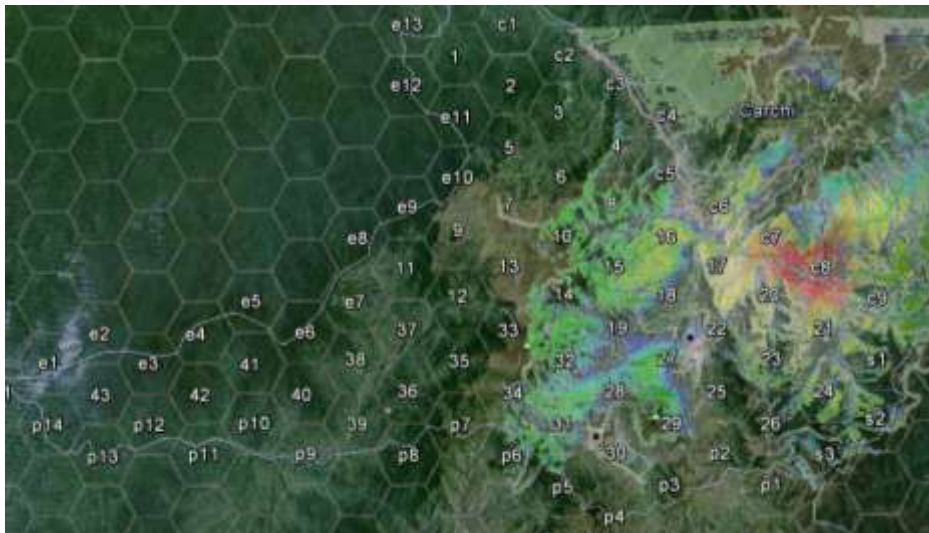 e13 c1
1 c2
e12 2 c3
e11 3 c4 Carchi
5 4
e10 6 c5
e9 7 8 c6
e8 9 10 16 c7
11 13 15 17 c8
e5 e7 12 14 18 20 c9
e2 e4 e6 37 33 19 22 21
e1 e3 41 38 35 32 27 23 s1
43 42 40 36 34 28 25 24
p14 p12 p10 39 p7 31 29 26 s2
p13 p11 p9 p8 p6 30 p2 s3
p5 p3 p1
p4